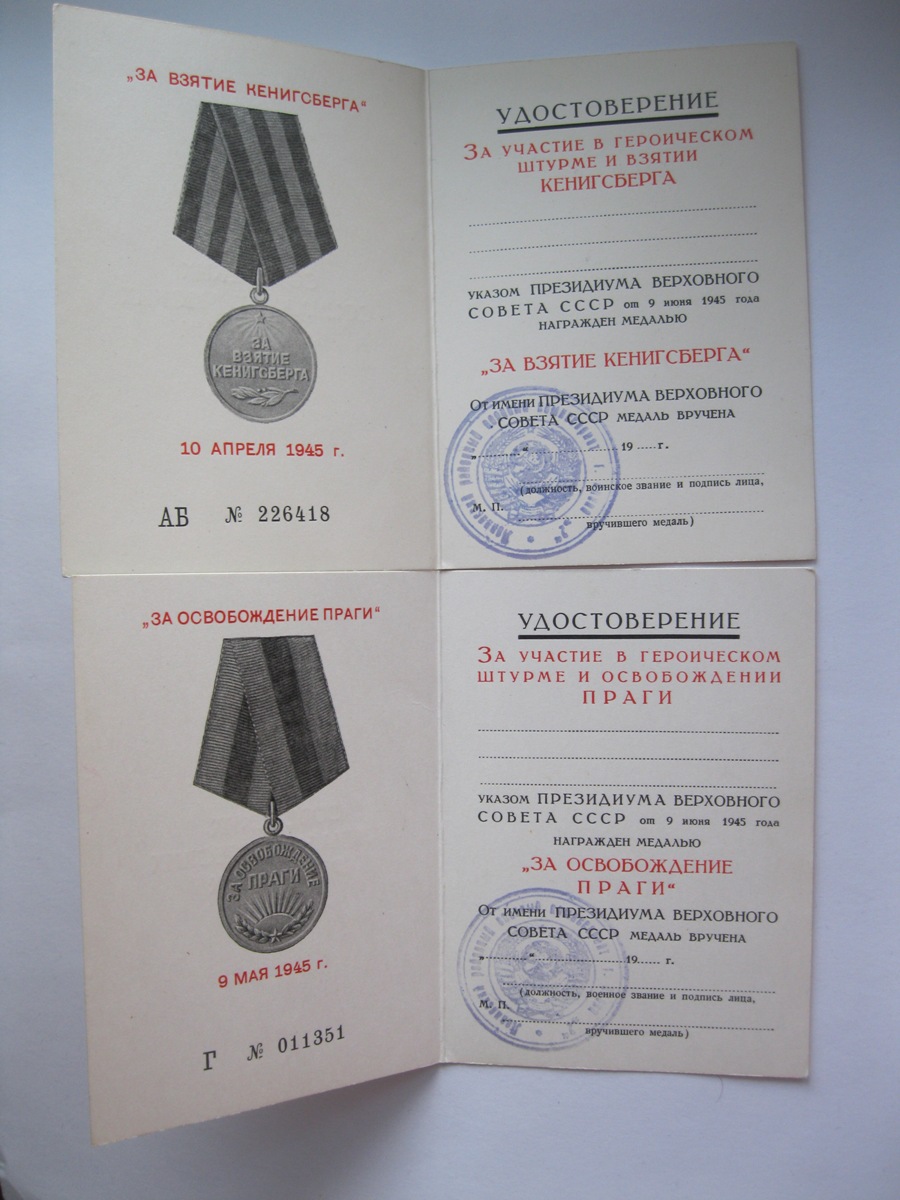 „ЗА ВЗЯТИЕ КЕНИГСБЕРГА“
ЗА
ВЗЯТИЕ
КЕНИГСБЕРГА
10 АПРЕЛЯ 1945 г.
АБ № 226418
УДОСТОВЕРЕНИЕ
За участие в героическом
штурме и взятии
КЕНИГСБЕРГА
указом ПРЕЗИДИУМА ВЕРХОВНОГО
СОВЕТА СССР от 9 июня 1945 года
награжден медалью
„ЗА ВЗЯТИЕ КЕНИГСБЕРГА“
От имени ПРЕЗИДИУМА ВЕРХОВНОГО
СОВЕТА СССР медаль вручена
„..........“ ........................ 19 ..... г.
(должность, воинское звание и подпись лица,
М. П.
вручившего медаль)
„ЗА ОСВОБОЖДЕНИЕ ПРАГИ“
ЗА ОСВОБОЖДЕНИЕ
ПРАГИ
9 МАЯ 1945 г.
Г № 011351
УДОСТОВЕРЕНИЕ
За участие в героическом
штурме и освобождении
ПРАГИ
указом ПРЕЗИДИУМА ВЕРХОВНОГО
СОВЕТА СССР от 9 июня 1945 года
награжден медалью
„ЗА ОСВОБОЖДЕНИЕ
ПРАГИ“
От имени ПРЕЗИДИУМА ВЕРХОВНОГО
СОВЕТА СССР медаль вручена
„..........“ ........................ 19 ..... г.
(должность, военное звание и подпись лица,
М. П.
вручившего медаль)